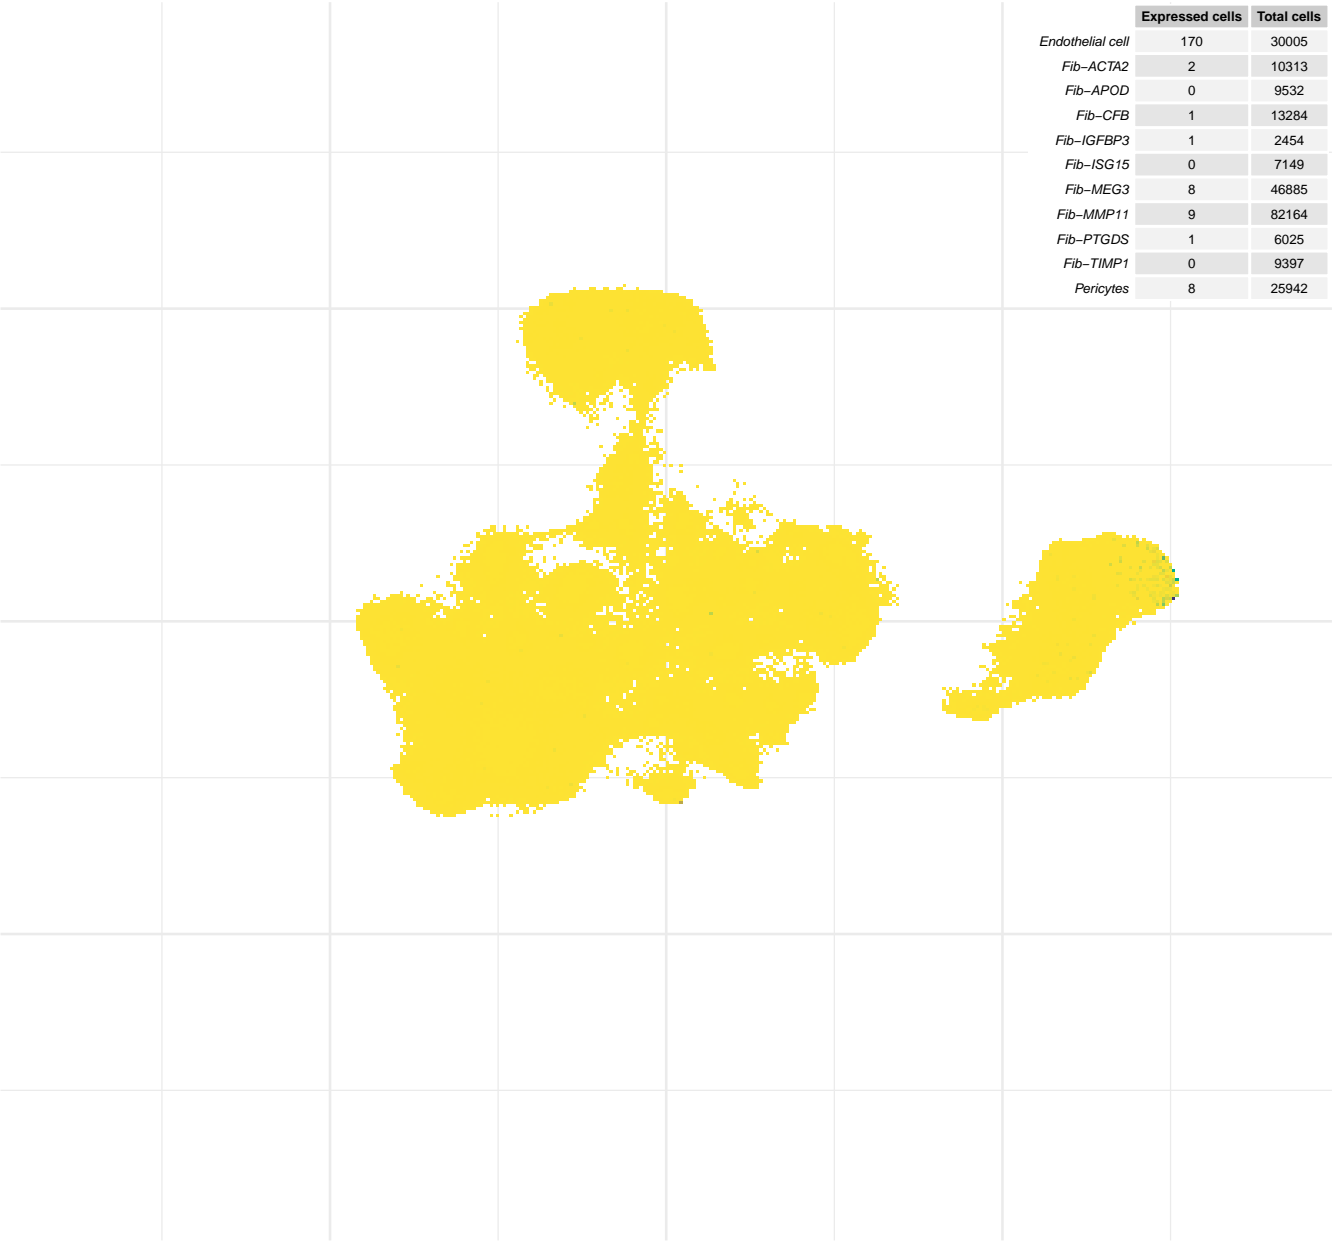 Expressed cells Total cells
Endothelial cell 170 30005
Fib−ACTA2 2 10313
Fib−APOD 0 9532
Fib−CFB 1 13284
Fib−IGFBP3 1 2454
Fib−ISG15 0 7149
Fib−MEG3 8 46885
Fib−MMP11 9 82164
Fib−PTGDS 1 6025
Fib−TIMP1 0 9397
Pericytes 8 25942